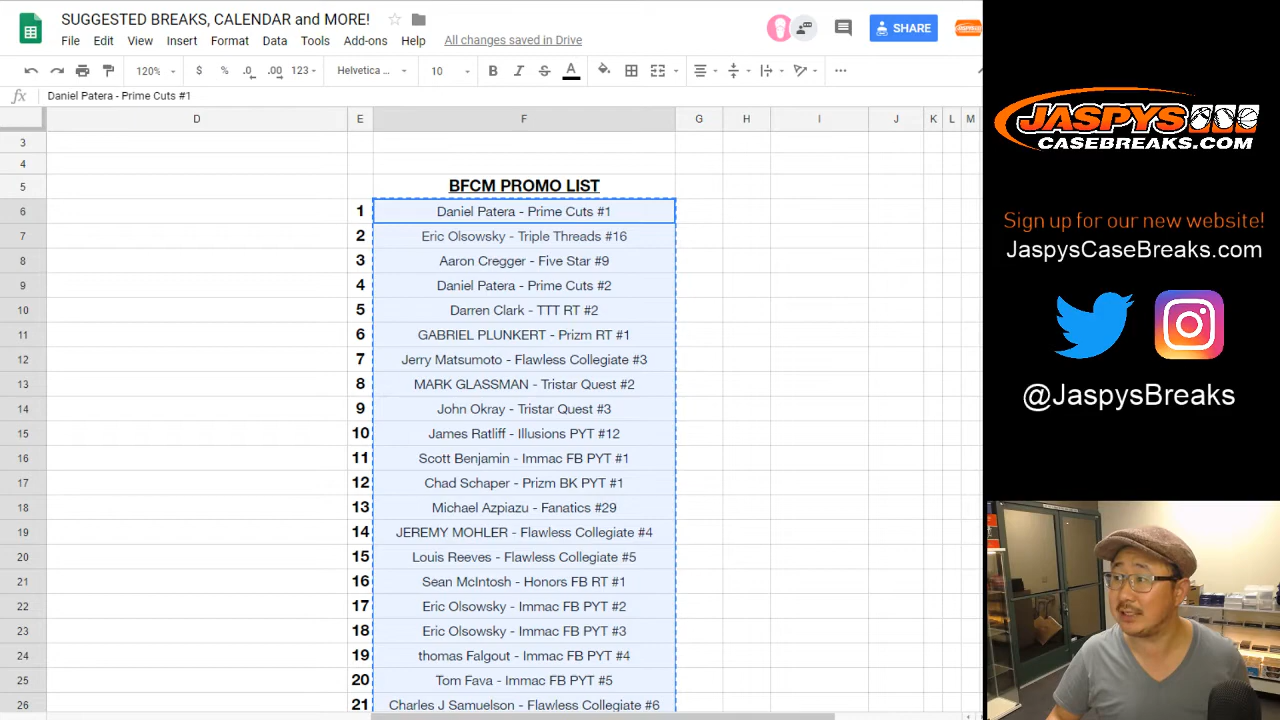 SUGGESTED BREAKS, CALENDAR and MORE!
File Edit View Insert Format Tools Add-ons Help All changes saved in Drive
SHARE
120% $ % .0 .00 123 Helvetica ... 10 B I S A
fx Daniel Patera - Prime Cuts #1
D E F G H I J K L M
3
4
5 BFCM PROMO LIST
6 1 Daniel Patera - Prime Cuts #1
7 2 Eric Olsowsky - Triple Threads #16
8 3 Aaron Cregger - Five Star #9
9 4 Daniel Patera - Prime Cuts #2
10 5 Darren Clark - TTT RT #2
11 6 GABRIEL PLUNKERT - Prizm RT #1
12 7 Jerry Matsumoto - Flawless Collegiate #3
13 8 MARK GLASSMAN - Tristar Quest #2
14 9 John Okray - Tristar Quest #3
15 10 James Ratliff - Illusions PYT #12
16 11 Scott Benjamin - Immac FB PYT #1
17 12 Chad Schaper - Prizm BK PYT #1
18 13 Michael Azpiazu - Fanatics #29
19 14 JEREMY MOHLER - Flawless Collegiate #4
20 15 Louis Reeves - Flawless Collegiate #5
21 16 Sean McIntosh - Honors FB RT #1
22 17 Eric Olsowsky - Immac FB PYT #2
23 18 Eric Olsowsky - Immac FB PYT #3
24 19 thomas Falgout - Immac FB PYT #4
25 20 Tom Fava - Immac FB PYT #5
26 21 Charles J Samuelson - Flawless Collegiate #6
JASPYS
CASEBREAKS.COM
Sign up for our new website!
JaspysCaseBreaks.com
@JaspysBreaks